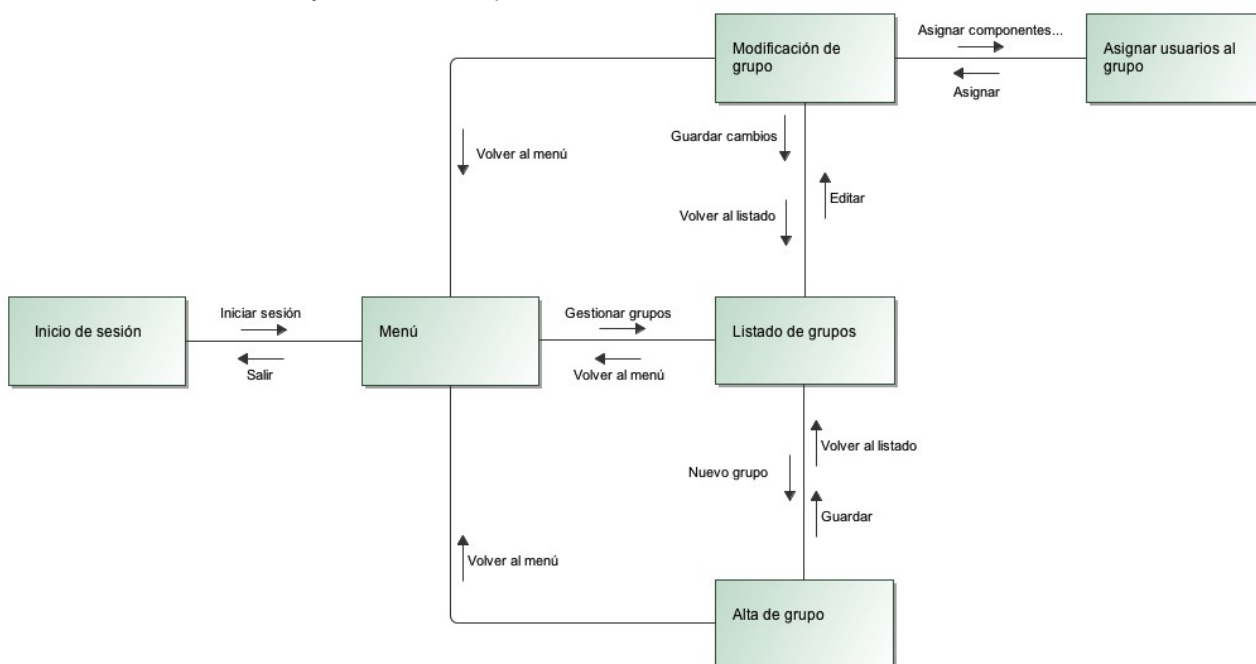 Modificación de
grupo
Asignar componentes...
Asignar
Asignar usuarios al
grupo
Volver al menú
Guardar cambios
Editar
Volver al listado
Inicio de sesión
Iniciar sesión
Salir
Menú
Gestionar grupos
Volver al menú
Listado de grupos
Volver al listado
Nuevo grupo
Guardar
Volver al menú
Alta de grupo